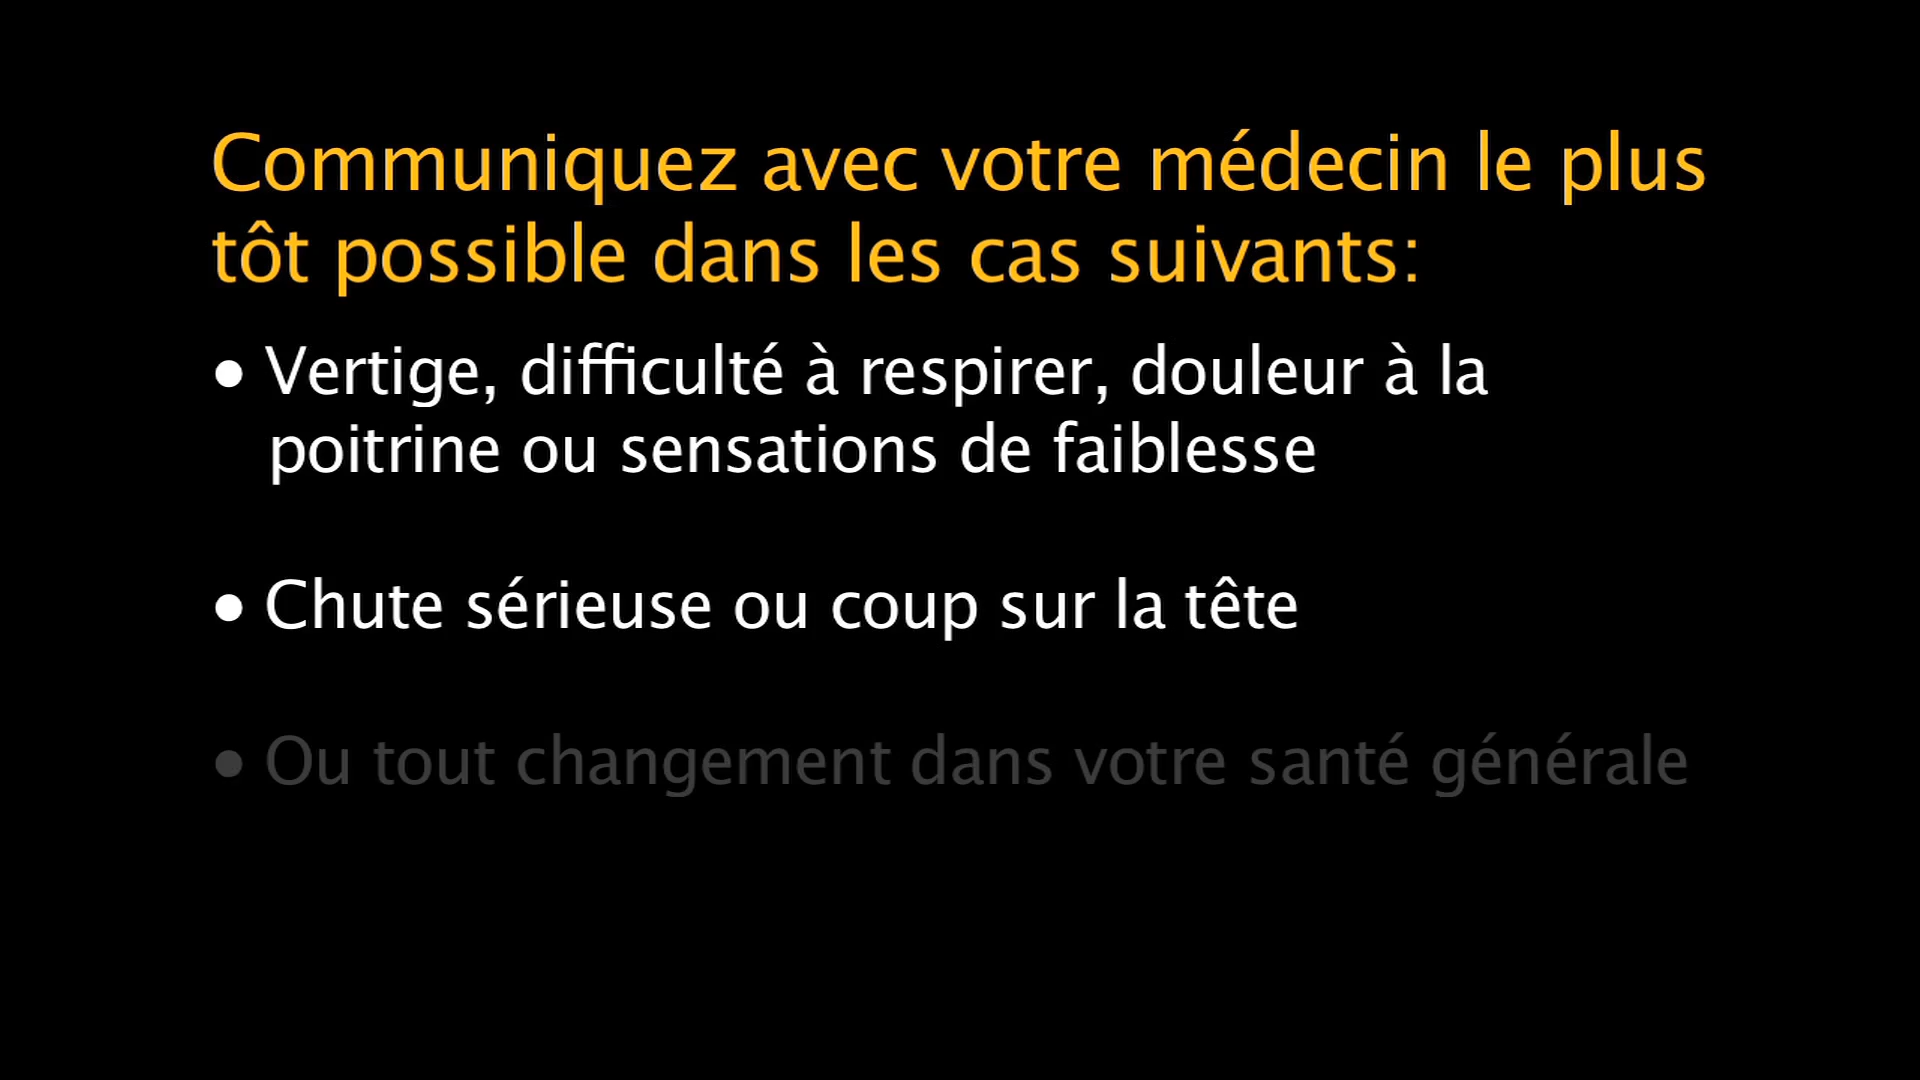 Communiquez avec votre médecin le plus
tôt possible dans les cas suivants:
• Vertige, difficulté à respirer, douleur à la
poitrine ou sensations de faiblesse
• Chute sérieuse ou coup sur la tête
• Ou tout changement dans votre santé générale